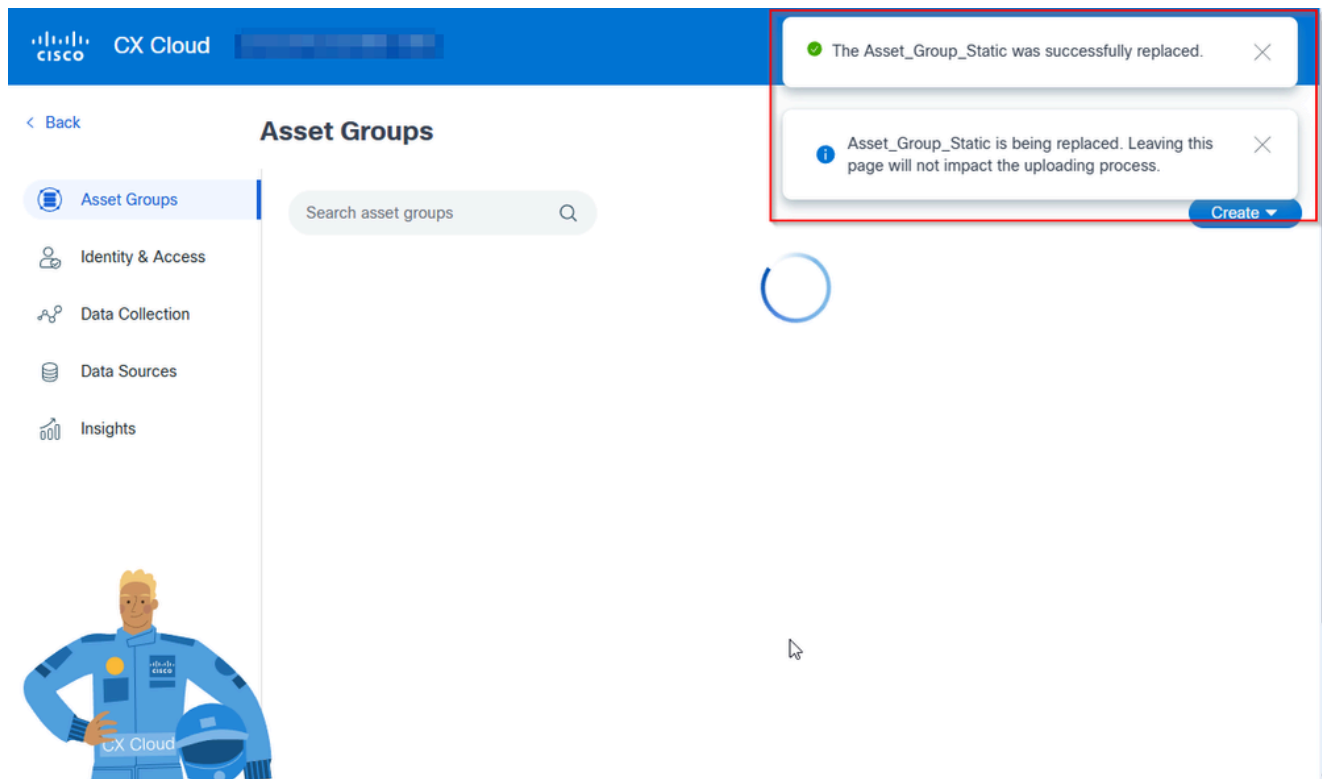 CISCO
CX Cloud
The Asset_Group_Static was successfully replaced.
Asset_Group_Static is being replaced. Leaving this
page will not impact the uploading process.
< Back
Asset Groups
Asset Groups
Search asset groups
Create
Identity & Access
Data Collection
Data Sources
Insights
CISCO
CX Cloud